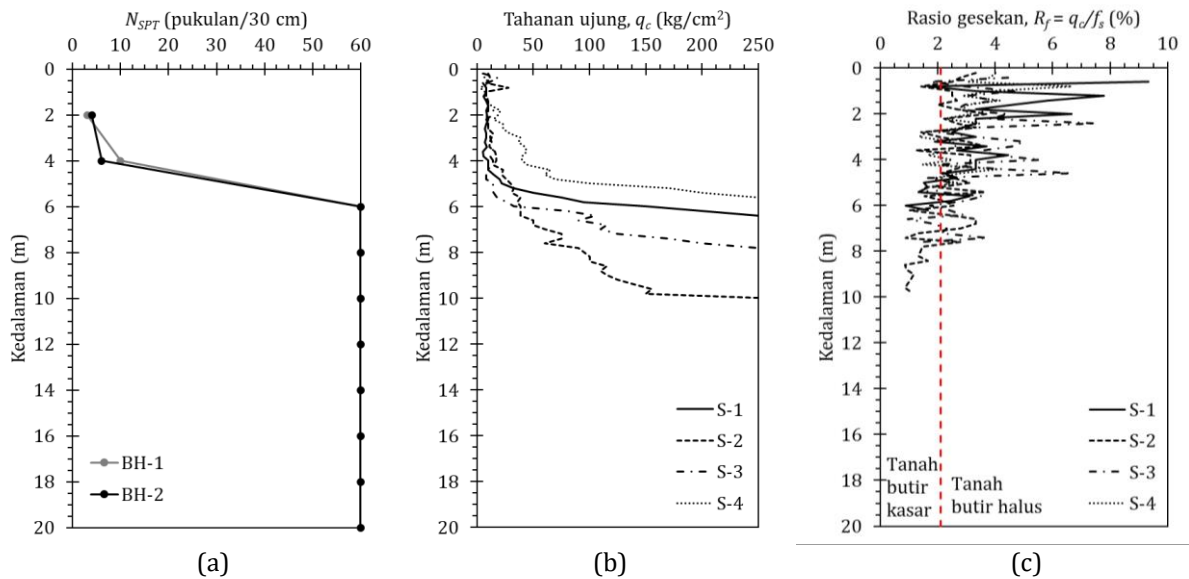 N_SPT (pukulan/30 cm)
0 10 20 30 40 50 60
0
2
4
6
8
10
12
14
16
18
20
Kedalaman (m)
BH-1
BH-2
(a)
Tahanan ujung, q_c (kg/cm²)
0 50 100 150 200 250
0
2
4
6
8
10
12
14
16
18
20
Kedalaman (m)
S-1
S-2
S-3
S-4
(b)
Rasio gesekan, R_f = q_c/f_s (%)
0 2 4 6 8 10
0
2
4
6
8
10
12
14
16
18
20
Kedalaman (m)
S-1
S-2
S-3
S-4
Tanah
butir
kasar
Tanah
butir halus
(c)